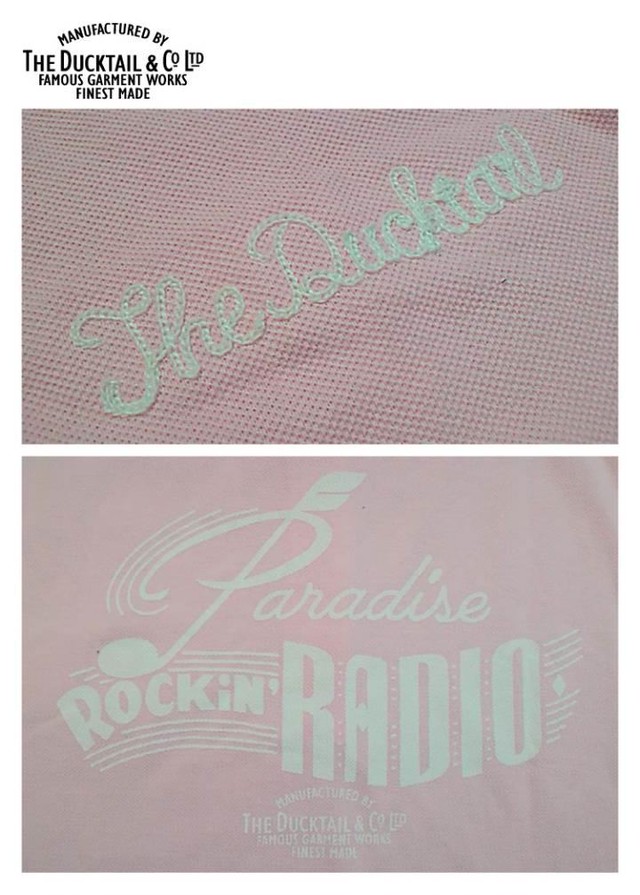 MANUFACTURED BY
THE DUCKTAIL & CO LTD
FAMOUS GARMENT WORKS
FINEST MADE
The Ducktail
Paradise
ROCKiN' RADIO
MANUFACTURED BY
THE DUCKTAIL & CO LTD
FAMOUS GARMENT WORKS
FINEST MADE